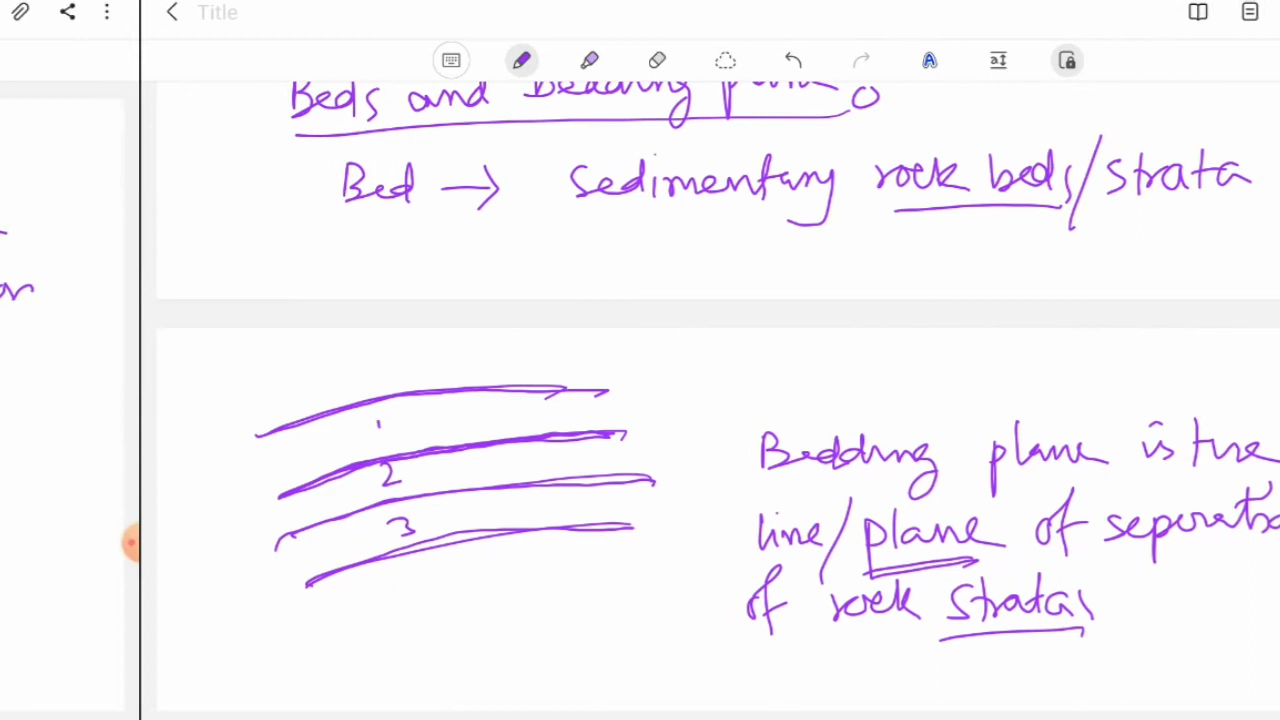 Title
Beds and Bedding plane
Bed → Sedimentary rock beds/strata
1
2
3
Bedding plane is the
line/plane of seperatio
of rock stratas